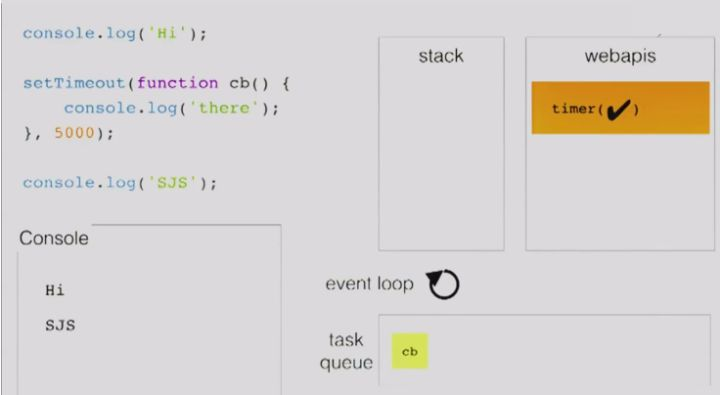 console.log('Hi');
setTimeout(function cb() {
console.log('there');
}, 5000);
console.log('SJS');
Console
Hi
SJS
stack
webapis
timer(✔)
event loop
task
queue
cb